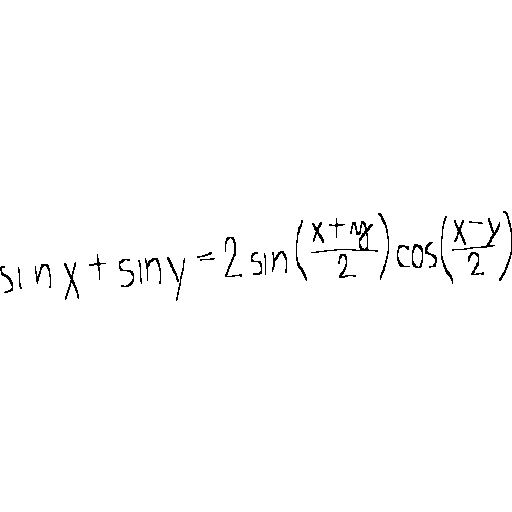 sin x + sin y = 2 sin((x+y)/2) cos((x-y)/2)